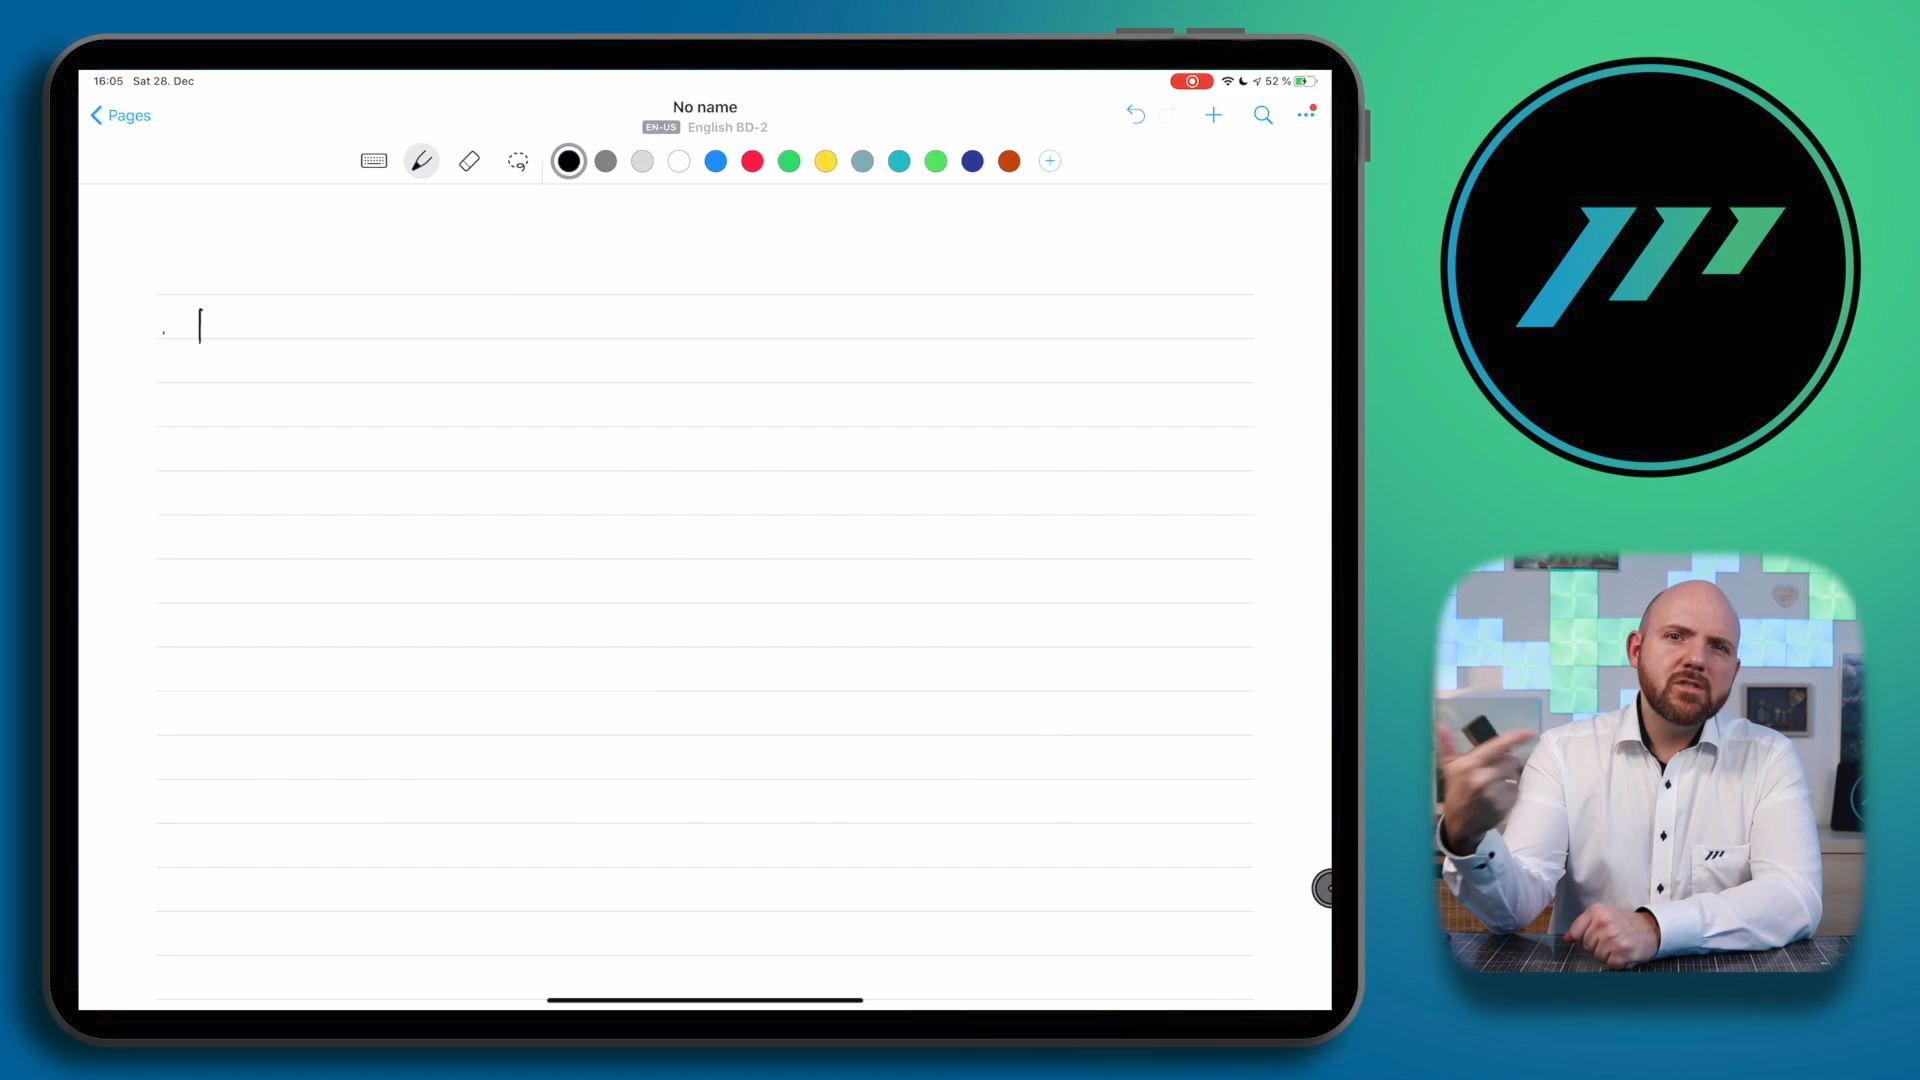 16:05 Sat 28. Dec
52 %
Pages
No name
EN-US English BD-2